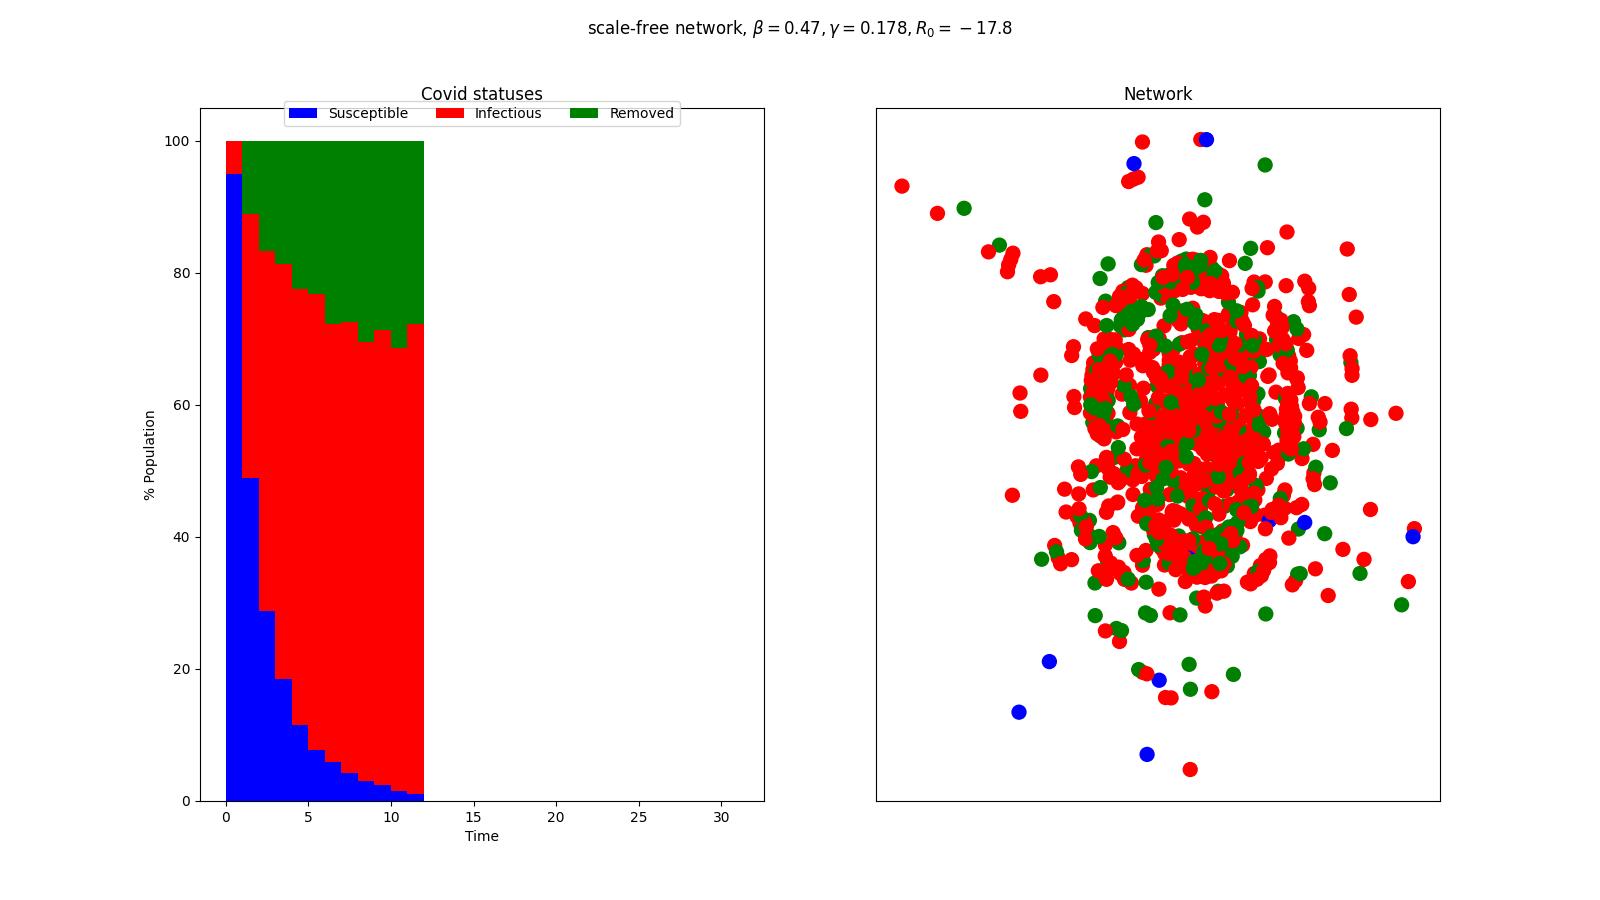 scale-free network, β = 0.47, γ = 0.178, R₀ = −17.8
Covid statuses
Susceptible Infectious Removed
100
80
60
40
20
0
% Population
0 5 10 15 20 25 30
Time
Network